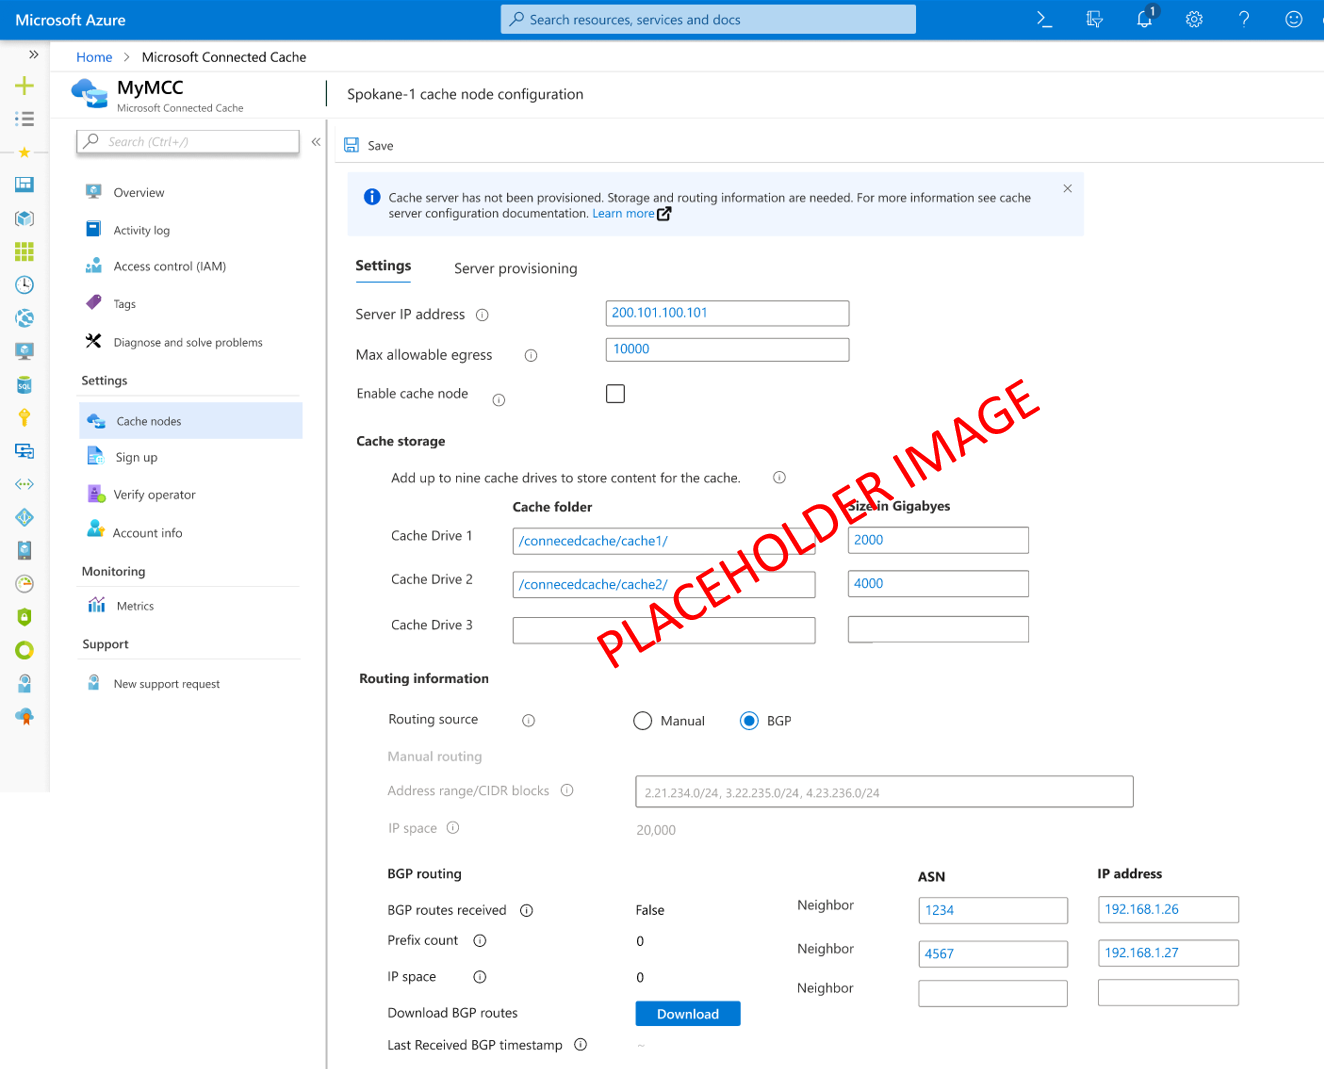 Microsoft Azure
Search resources, services and docs
1
Home > Microsoft Connected Cache
MyMCC
Microsoft Connected Cache
Spokane-1 cache node configuration
Search (Ctrl+/)
Save
Overview
Activity log
Access control (IAM)
Tags
Diagnose and solve problems
Settings
Cache nodes
Sign up
Verify operator
Account info
Monitoring
Metrics
Support
New support request
SQL
Cache server has not been provisioned. Storage and routing information are needed. For more information see cache
server configuration documentation. Learn more
Settings Server provisioning
Server IP address 200.101.100.101
Max allowable egress 10000
Enable cache node
Cache storage
Add up to nine cache drives to store content for the cache.
Cache folder Size in Gigabyes
Cache Drive 1 /connecedcache/cache1/ 2000
Cache Drive 2 /connecedcache/cache2/ 4000
Cache Drive 3
PLACEHOLDER IMAGE
Routing information
Routing source Manual BGP
Manual routing
Address range/CIDR blocks 2.21.234.0/24, 3.22.235.0/24, 4.23.236.0/24
IP space 20,000
BGP routing ASN IP address
BGP routes received False Neighbor 1234 192.168.1.26
Prefix count 0 Neighbor 4567 192.168.1.27
IP space 0 Neighbor
Download BGP routes Download
Last Received BGP timestamp ~